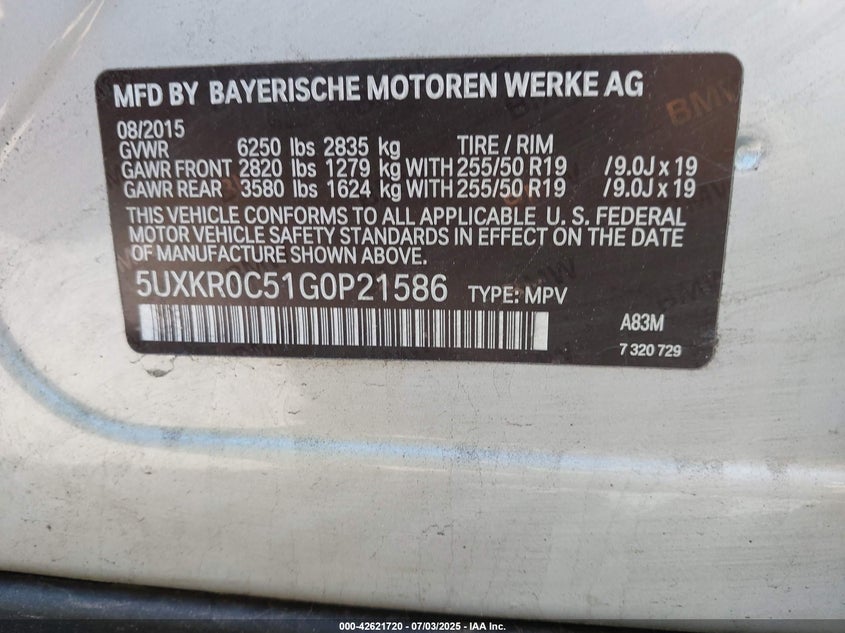 MFD BY BAYERISCHE MOTOREN WERKE AG
08/2015
GVWR 6250 lbs 2835 kg TIRE / RIM
GAWR FRONT 2820 lbs 1279 kg WITH 255/50 R19 /9.0J x 19
GAWR REAR 3580 lbs 1624 kg WITH 255/50 R19 /9.0J x 19
THIS VEHICLE CONFORMS TO ALL APPLICABLE U. S. FEDERAL
MOTOR VEHICLE SAFETY STANDARDS IN EFFECT ON THE DATE
OF MANUFACTURE SHOWN ABOVE.
5UXKR0C51G0P21586 TYPE: MPV
A83M
7 320 729
000-42621720 - 07/03/2025 - IAA Inc.